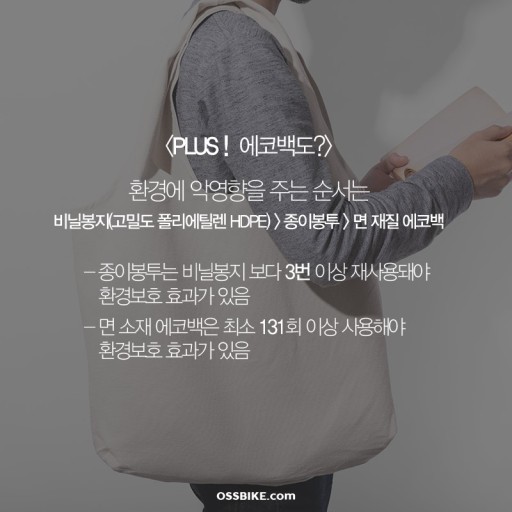 <PLUS! 에코백도?>
환경에 악영향을 주는 순서는
비닐봉지(고밀도 폴리에틸렌 HDPE) > 종이봉투 > 면 재질 에코백
- 종이봉투는 비닐봉지 보다 3번 이상 재사용돼야
환경보호 효과가 있음
- 면 소재 에코백은 최소 131회 이상 사용해야
환경보호 효과가 있음
OSSBIKE.com